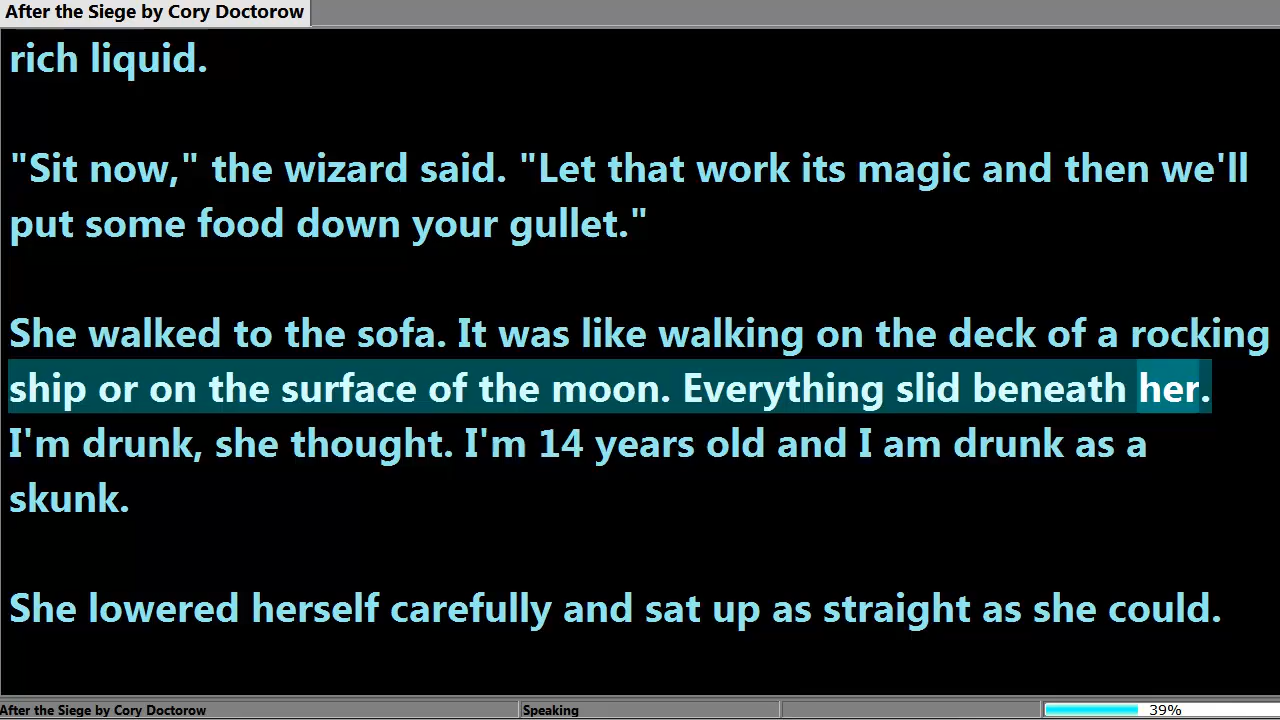 After the Siege by Cory Doctorow
rich liquid.
"Sit now," the wizard said. "Let that work its magic and then we'll
put some food down your gullet."
She walked to the sofa. It was like walking on the deck of a rocking
ship or on the surface of the moon. Everything slid beneath her.
I'm drunk, she thought. I'm 14 years old and I am drunk as a
skunk.
She lowered herself carefully and sat up as straight as she could.
After the Siege by Cory Doctorow
Speaking
39%